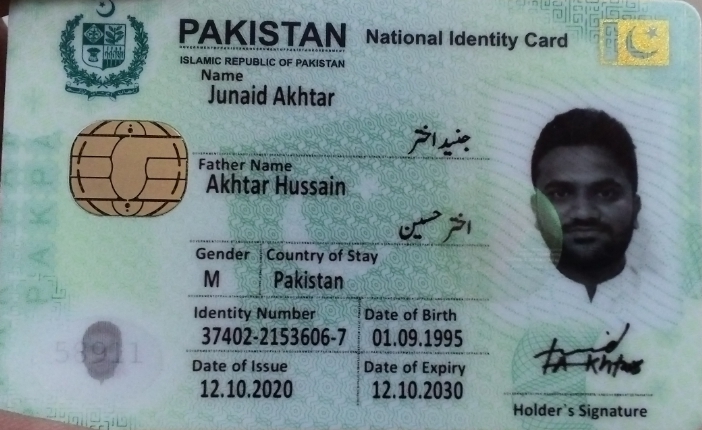 PAKISTAN National Identity Card
ISLAMIC REPUBLIC OF PAKISTAN
Name
Junaid Akhtar
جنید اختر
Father Name
Akhtar Hussain
اختر حسین
Gender Country of Stay
M Pakistan
Identity Number Date of Birth
37402-2153606-7 01.09.1995
Date of Issue Date of Expiry
12.10.2020 12.10.2030
Holder`s Signature